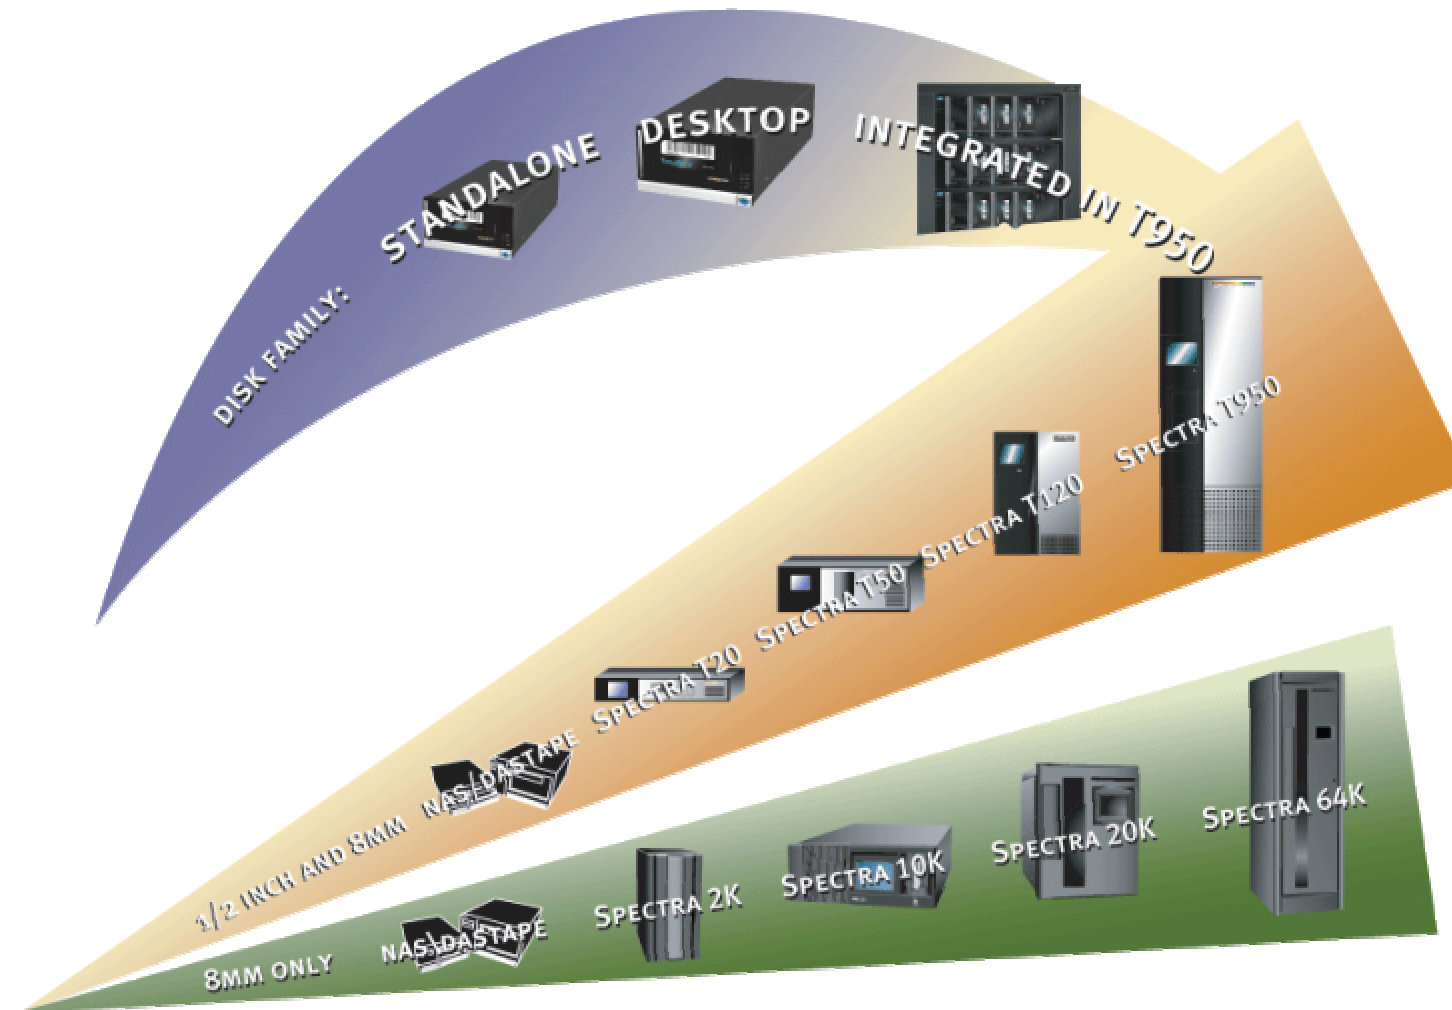 DISK FAMILY:
STANDALONE
DESKTOP
INTEGRATED IN T950
1/2 INCH AND 8MM
NAS/DASTAPE
SPECTRA T20
SPECTRA T50
SPECTRA T120
SPECTRA T950
8MM ONLY
NAS\DASTAPE
SPECTRA 2K
SPECTRA 10K
SPECTRA 20K
SPECTRA 64K